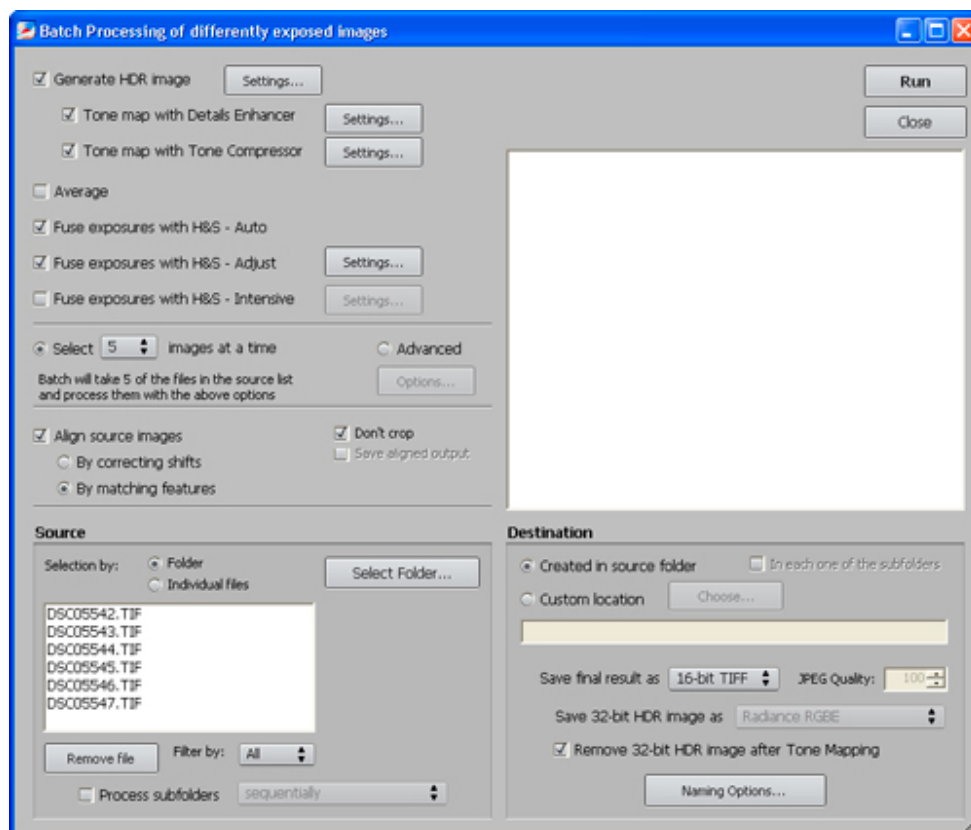 Batch Processing of differently exposed images
Generate HDR image Settings...
Run
Tone map with Details Enhancer Settings...
Close
Tone map with Tone Compressor Settings...
Average
Fuse exposures with H&S - Auto
Fuse exposures with H&S - Adjust Settings...
Fuse exposures with H&S - Intensive Settings...
Select 5 images at a time Advanced
Batch will take 5 of the files in the source list
and process them with the above options
Options...
Align source images Don't crop
By correcting shifts Save aligned output
By matching features
Source
Selection by: Folder
Individual files
Select Folder...
DSC05542.TIF
DSC05543.TIF
DSC05544.TIF
DSC05545.TIF
DSC05546.TIF
DSC05547.TIF
Remove file Filter by: All
Process subfolders sequentially
Destination
Created in source folder In each one of the subfolders
Custom location Choose...
Save final result as 16-bit TIFF JPEG Quality: 100
Save 32-bit HDR image as Radiance RGBE
Remove 32-bit HDR image after Tone Mapping
Naming Options...